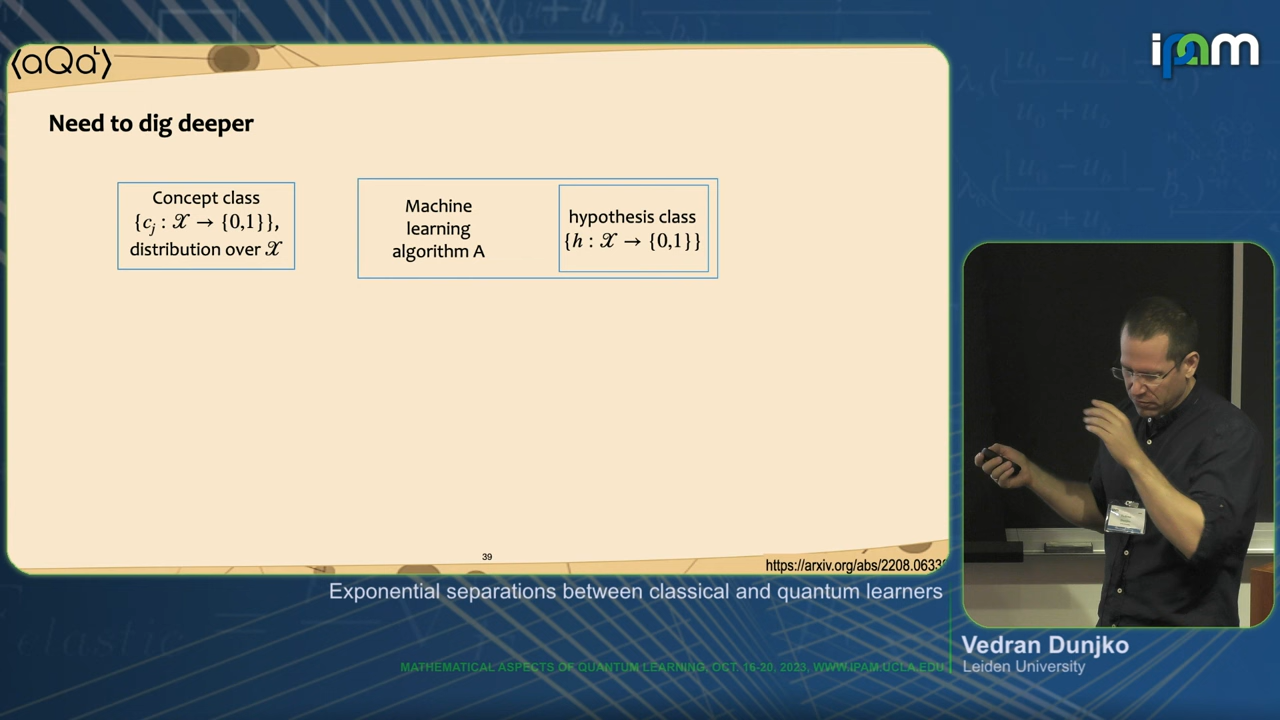 ⟨aQaᴸ⟩
ipam
Need to dig deeper
Concept class
{c_j : 𝒳 → {0,1}},
distribution over 𝒳
Machine
learning
algorithm A
hypothesis class
{h : 𝒳 → {0,1}}
39
https://arxiv.org/abs/2208.0633
Exponential separations between classical and quantum learners
Vedran Dunjko
Leiden University
MATHEMATICAL ASPECTS OF QUANTUM LEARNING, OCT. 16-20, 2023, WWW.IPAM.UCLA.EDU